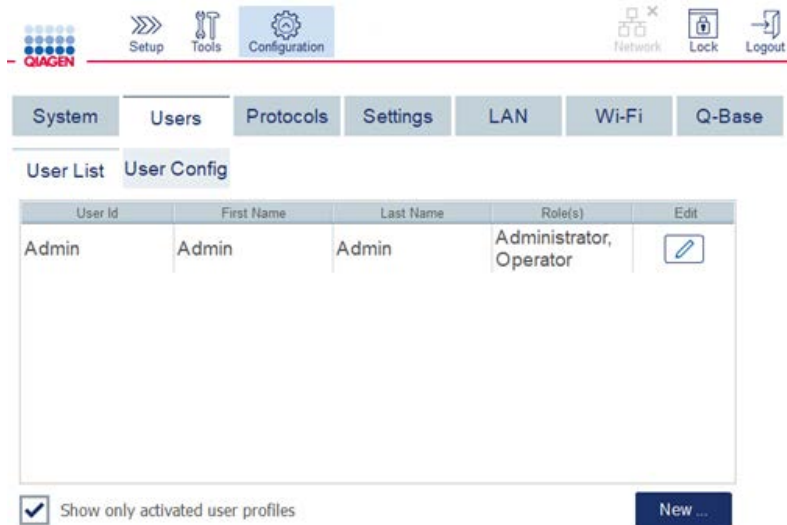 QIAGEN
Setup
Tools
Configuration
Network
Lock
Logout
System Users Protocols Settings LAN Wi-Fi Q-Base
User List User Config
User Id First Name Last Name Role(s) Edit
Admin Admin Admin Administrator,
Operator
Show only activated user profiles
New ...